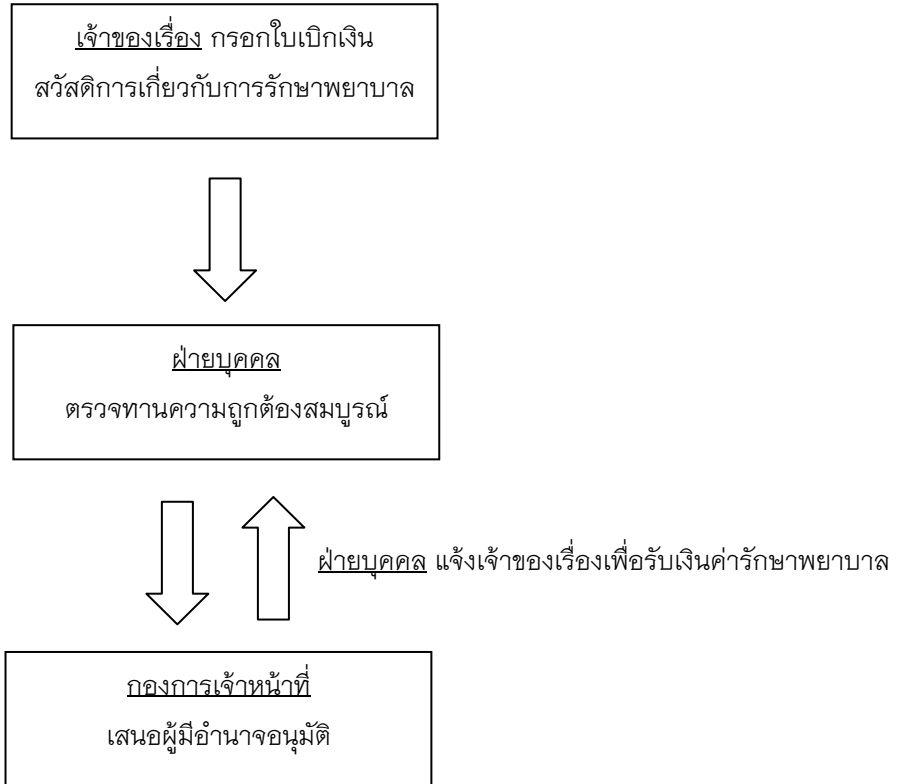 เจ้าของเรื่อง กรอกใบเบิกเงิน
สวัสดิการเกี่ยวกับการรักษาพยาบาล
ฝ่ายบุคคล
ตรวจทานความถูกต้องสมบูรณ์
ฝ่ายบุคคล แจ้งเจ้าของเรื่องเพื่อรับเงินค่ารักษาพยาบาล
กองการเจ้าหน้าที่
เสนอผู้มีอำนาจอนุมัติ